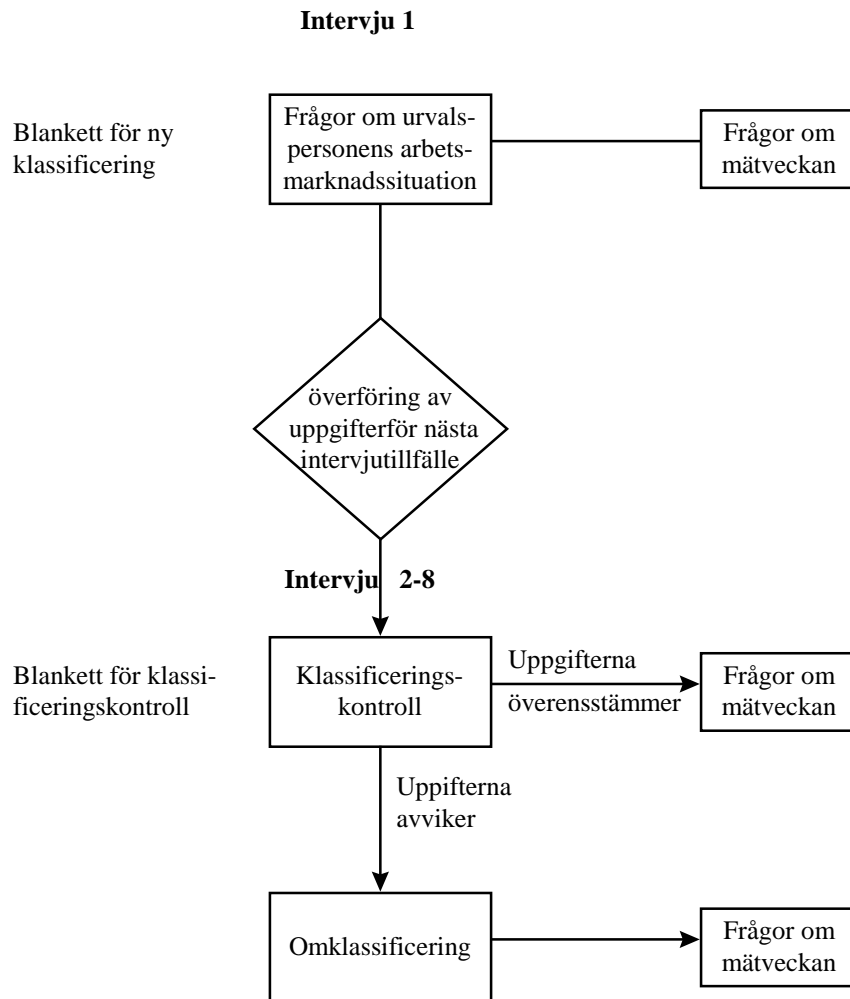 Intervju 1
Blankett för ny
klassificering
Frågor om urvals-
personens arbets-
marknadssituation
Frågor om
mätveckan
överföring av
uppgifterför nästa
intervjutillfälle
Intervju 2-8
Blankett för klassi-
ficeringskontroll
Klassificerings-
kontroll
Uppgifterna
överensstämmer
Frågor om
mätveckan
Uppifterna
avviker
Omklassificering
Frågor om
mätveckan